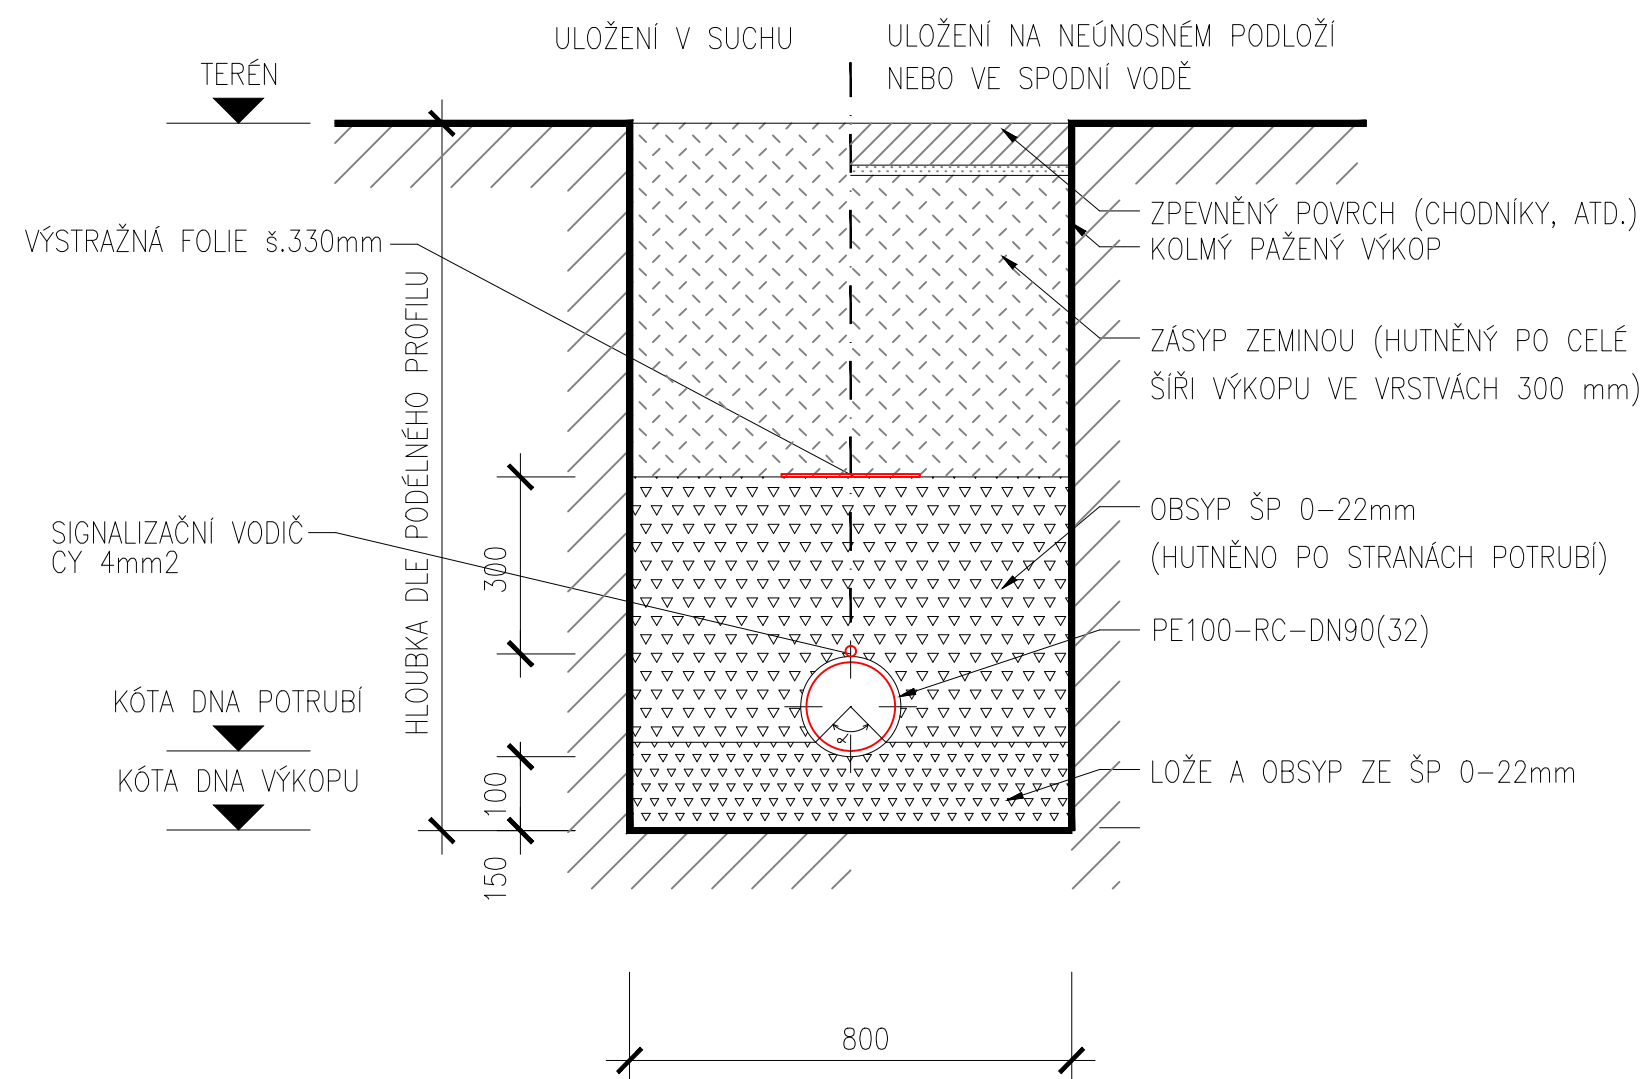 ULOŽENÍ V SUCHU
ULOŽENÍ NA NEÚNOSNÉM PODLOŽÍ
NEBO VE SPODNÍ VODĚ
TERÉN
ZPEVNĚNÝ POVRCH (CHODNÍKY, ATD.)
KOLMÝ PAŽENÝ VÝKOP
VÝSTRAŽNÁ FOLIE š.330mm
HLOUBKA DLE PODÉLNÉHO PROFILU
ZÁSYP ZEMINOU (HUTNĚNÝ PO CELÉ
ŠÍŘI VÝKOPU VE VRSTVÁCH 300 mm)
OBSYP ŠP 0-22mm
(HUTNĚNO PO STRANÁCH POTRUBÍ)
SIGNALIZAČNÍ VODIČ
CY 4mm2
300
PE100-RC-DN90(32)
KÓTA DNA POTRUBÍ
α
KÓTA DNA VÝKOPU
100
LOŽE A OBSYP ZE ŠP 0-22mm
150
800